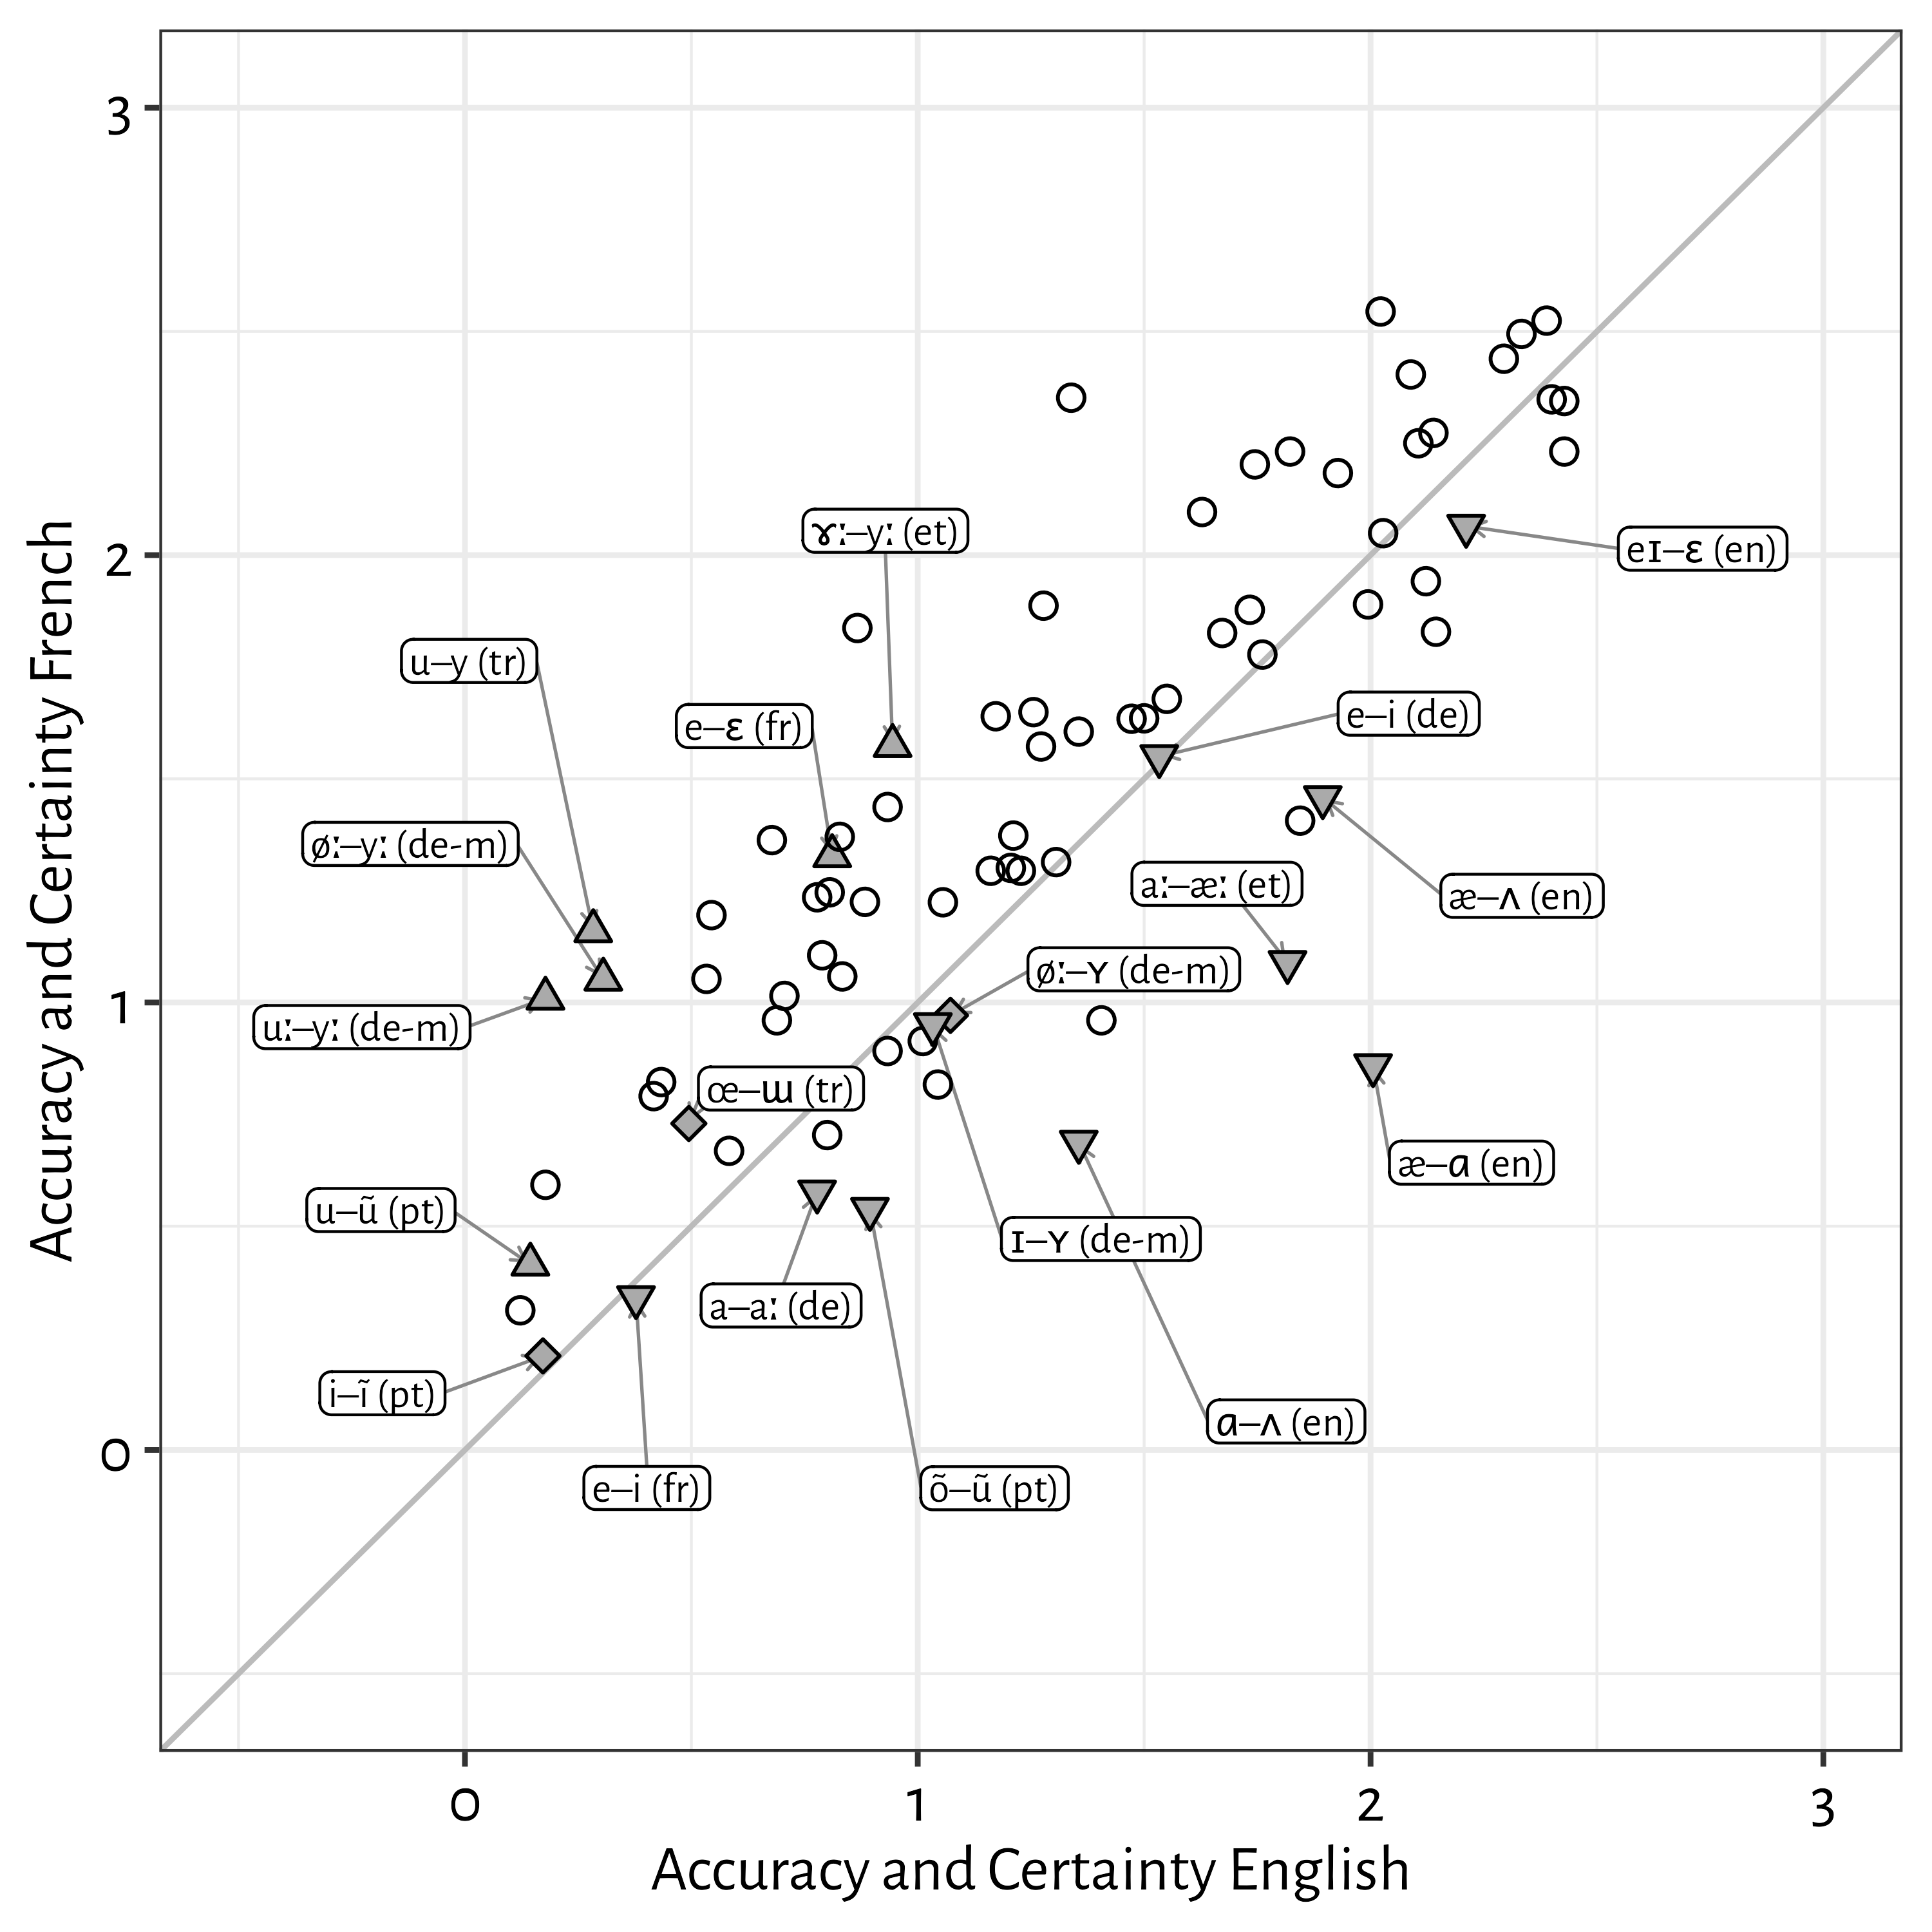 Accuracy and Certainty French
3
2
1
0
ɤː–yː (et)
eɪ–ɛ (en)
u–y (tr)
e–ɛ (fr)
e–i (de)
øː–yː (de-m)
aː–æː (et)
æ–ʌ (en)
øː–ʏ (de-m)
uː–yː (de-m)
œ–ɯ (tr)
æ–ɑ (en)
u–ũ (pt)
ɪ–ʏ (de-m)
a–aː (de)
i–ĩ (pt)
ɑ–ʌ (en)
e–i (fr)
õ–ũ (pt)
0 1 2 3
Accuracy and Certainty English